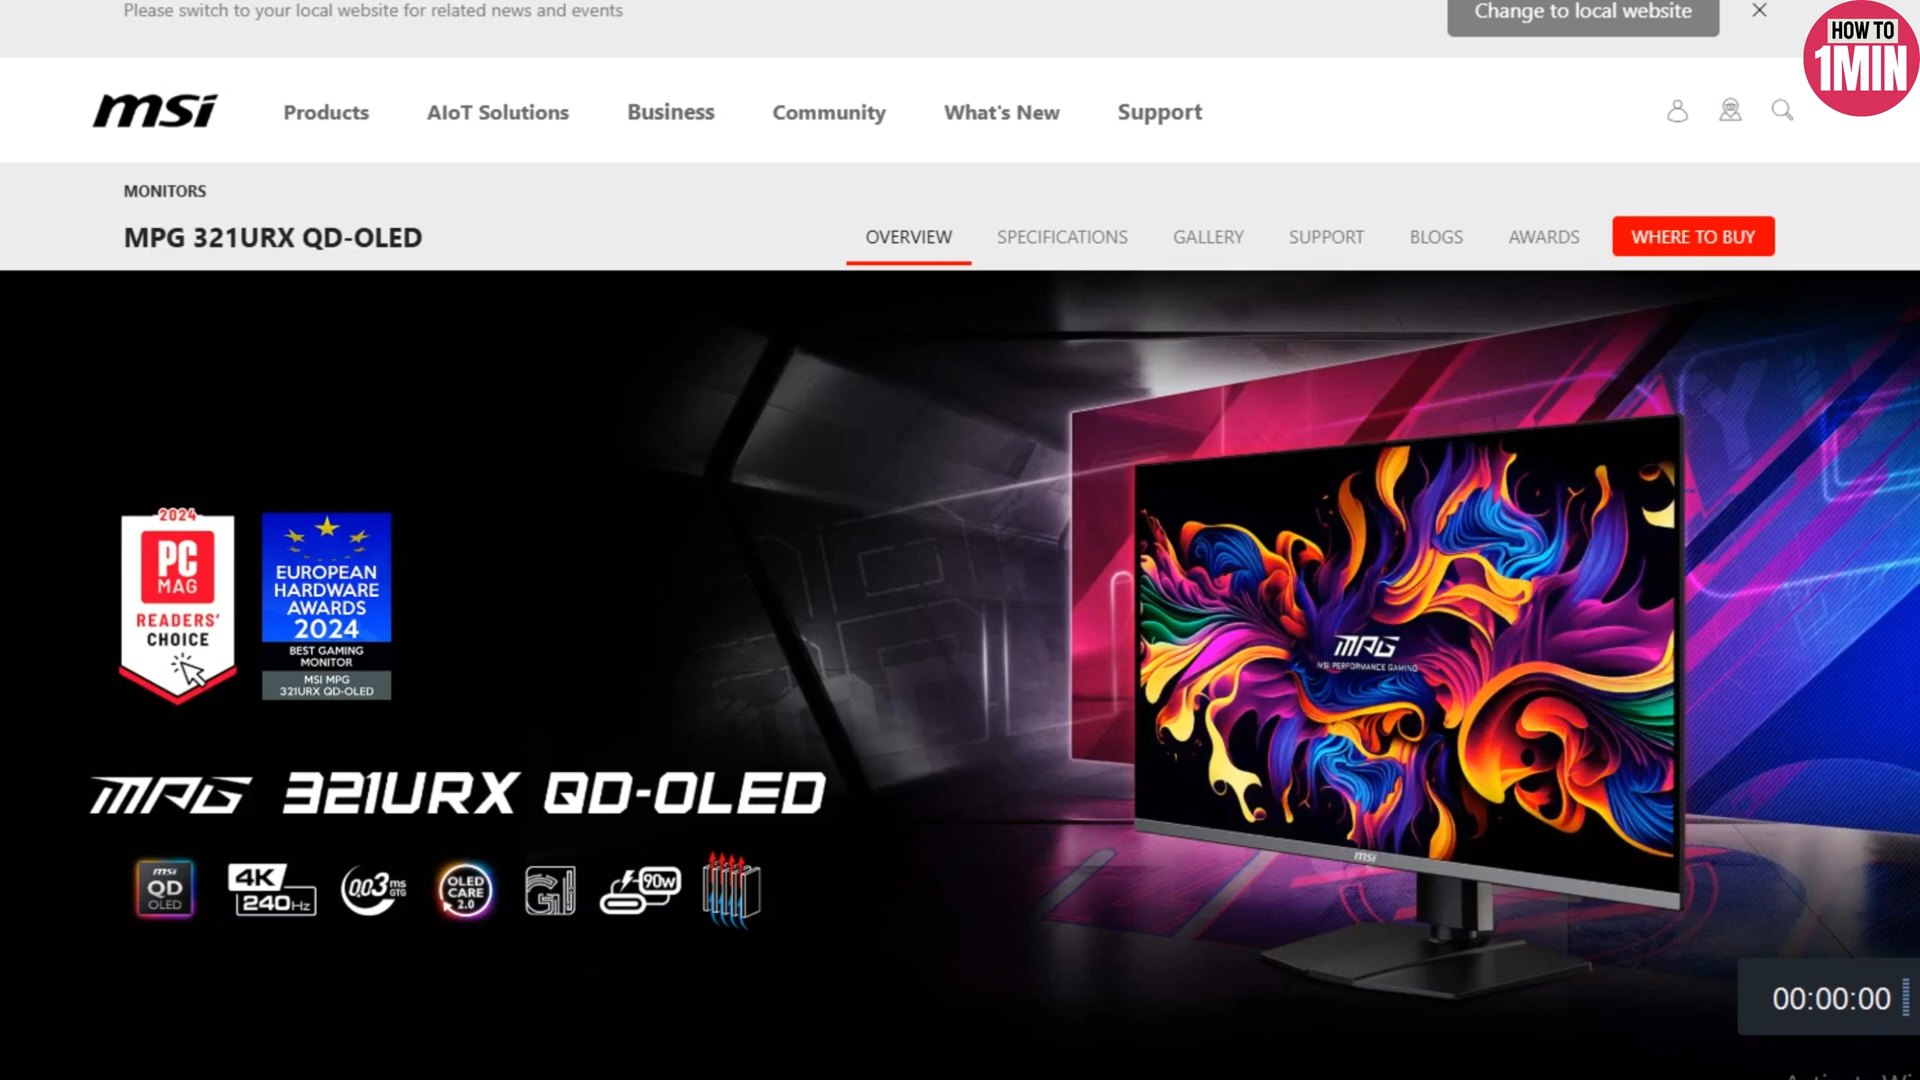 Please switch to your local website for related news and events
Change to local website
HOW TO
1MIN
msi
Products
AIoT Solutions
Business
Community
What's New
Support
MONITORS
MPG 321URX QD-OLED
OVERVIEW
SPECIFICATIONS
GALLERY
SUPPORT
BLOGS
AWARDS
WHERE TO BUY
2024
PC
MAG
READERS'
CHOICE
EUROPEAN
HARDWARE
AWARDS
2024
BEST GAMING
MONITOR
MSI MPG
321URX QD-OLED
MPG
MSI PERFORMANCE GAMING
msi
MPG 321URX QD-OLED
msi
QD
OLED
4K
240Hz
0.03ms
GTG
OLED
CARE
2.0
GI
90W
00:00:00